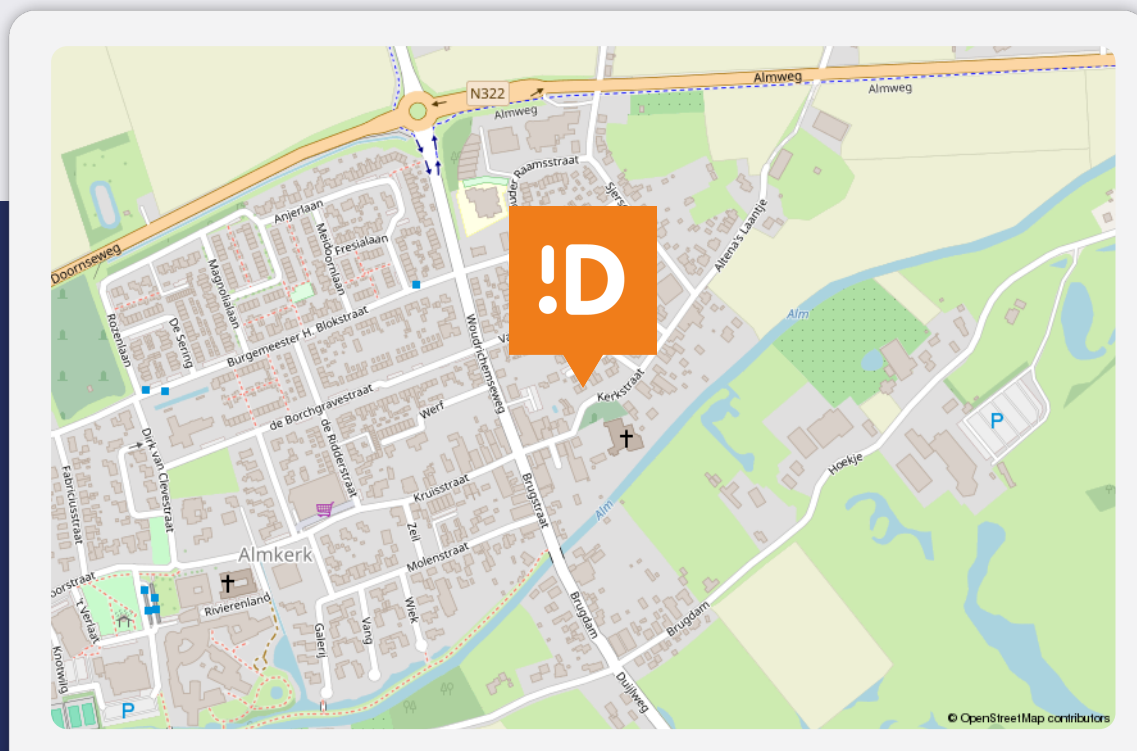 Almweg
N322
Almweg
Almweg
Raamsstraat
Anjerlaan
Meidoornlaan
Fresialaan
Altena's Laantje
Doornseweg
Magnolialaan
!D
Rozenlaan
De Sering
Burgemeester H. Blokstraat
Woudrichemseweg
Alm
Kerkstraat
de Borchgravestraat
Werf
P
de Ridderstraat
Dirk van Clevestraat
Hoekje
Fabriciusstraat
Kruisstraat
Brugstraat
Alm
Zeil
Almkerk
Molenstraat
Rivierenland
't Verlaat
Wiek
Vang
Galerij
Brugdam
Brugdam
Knotwilg
Duijlweg
P
© OpenStreetMap contributors